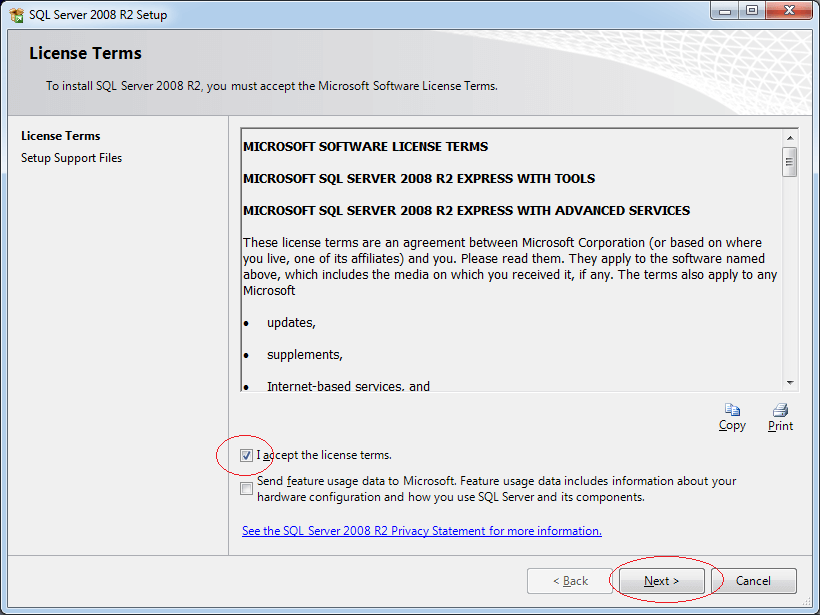 SQL Server 2008 R2 Setup
License Terms
To install SQL Server 2008 R2, you must accept the Microsoft Software License Terms.
License Terms
Setup Support Files
MICROSOFT SOFTWARE LICENSE TERMS
MICROSOFT SQL SERVER 2008 R2 EXPRESS WITH TOOLS
MICROSOFT SQL SERVER 2008 R2 EXPRESS WITH ADVANCED SERVICES
These license terms are an agreement between Microsoft Corporation (or based on where
you live, one of its affiliates) and you. Please read them. They apply to the software named
above, which includes the media on which you received it, if any. The terms also apply to any
Microsoft
• updates,
• supplements,
• Internet-based services, and
Copy
Print
I accept the license terms.
Send feature usage data to Microsoft. Feature usage data includes information about your
hardware configuration and how you use SQL Server and its components.
See the SQL Server 2008 R2 Privacy Statement for more information.
< Back
Next >
Cancel